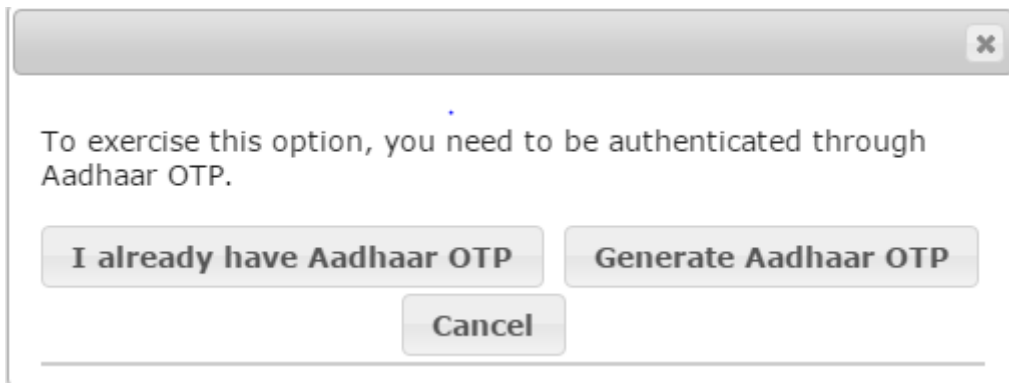 To exercise this option, you need to be authenticated through
Aadhaar OTP.
I already have Aadhaar OTP
Generate Aadhaar OTP
Cancel